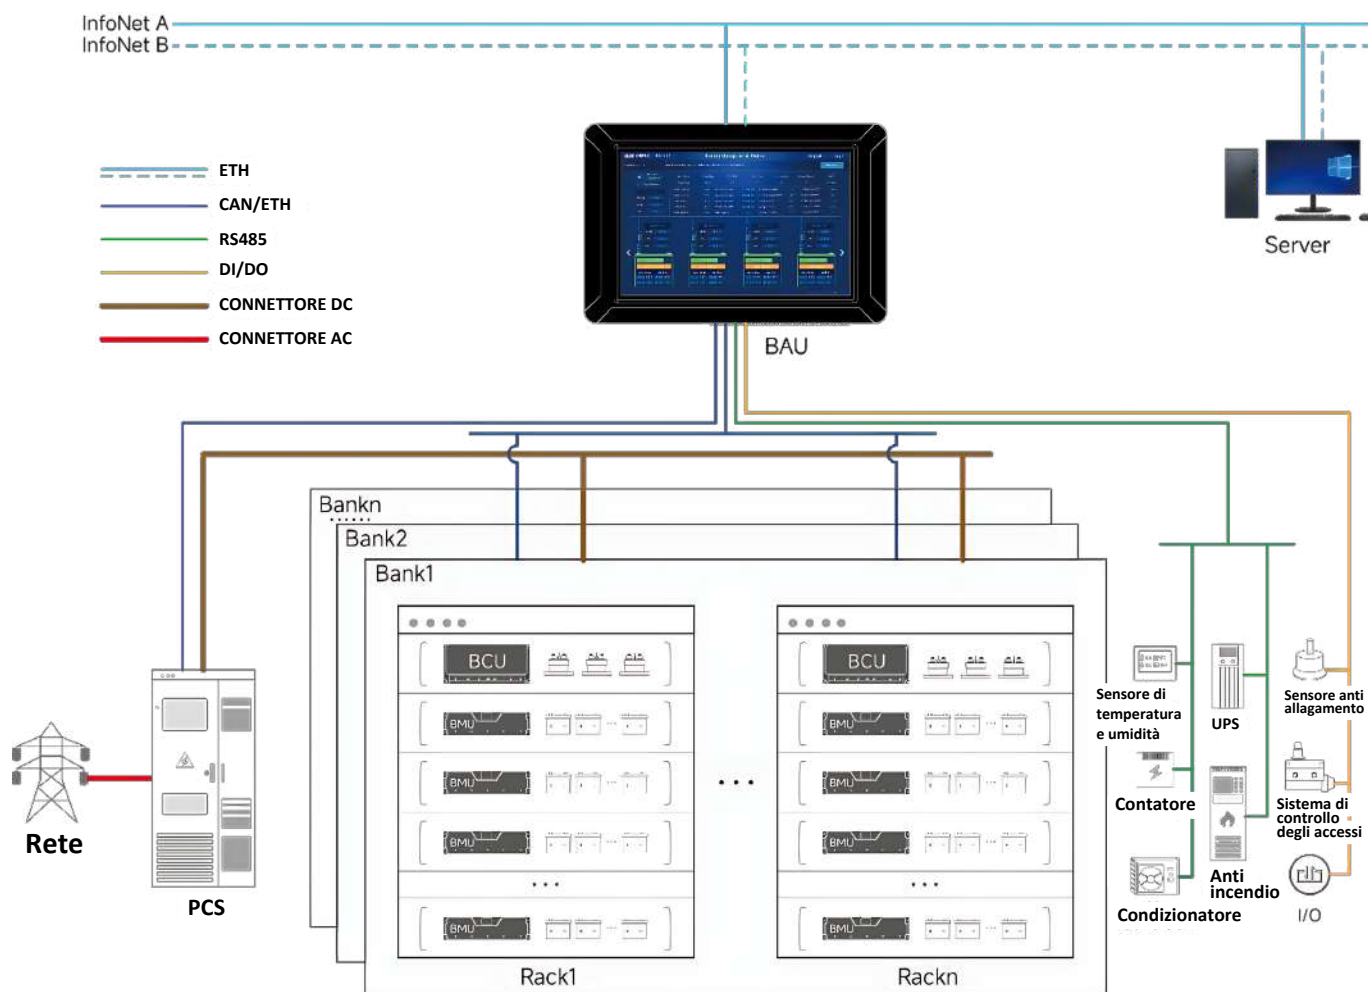 InfoNet A
InfoNet B
ETH
CAN/ETH
RS485
DI/DO
CONNETTORE DC
CONNETTORE AC
Server
BAU
Bankn
Bank2
Bank1
BCU
BMU
BMU
BMU
BMU
Rack1
BCU
BMU
BMU
BMU
BMU
Rackn
Rete
PCS
Sensore di
temperatura
e umidità
UPS
Sensore anti
allagamento
Contatore
Sistema di
controllo
degli accessi
Anti
incendio
Condizionatore
I/O